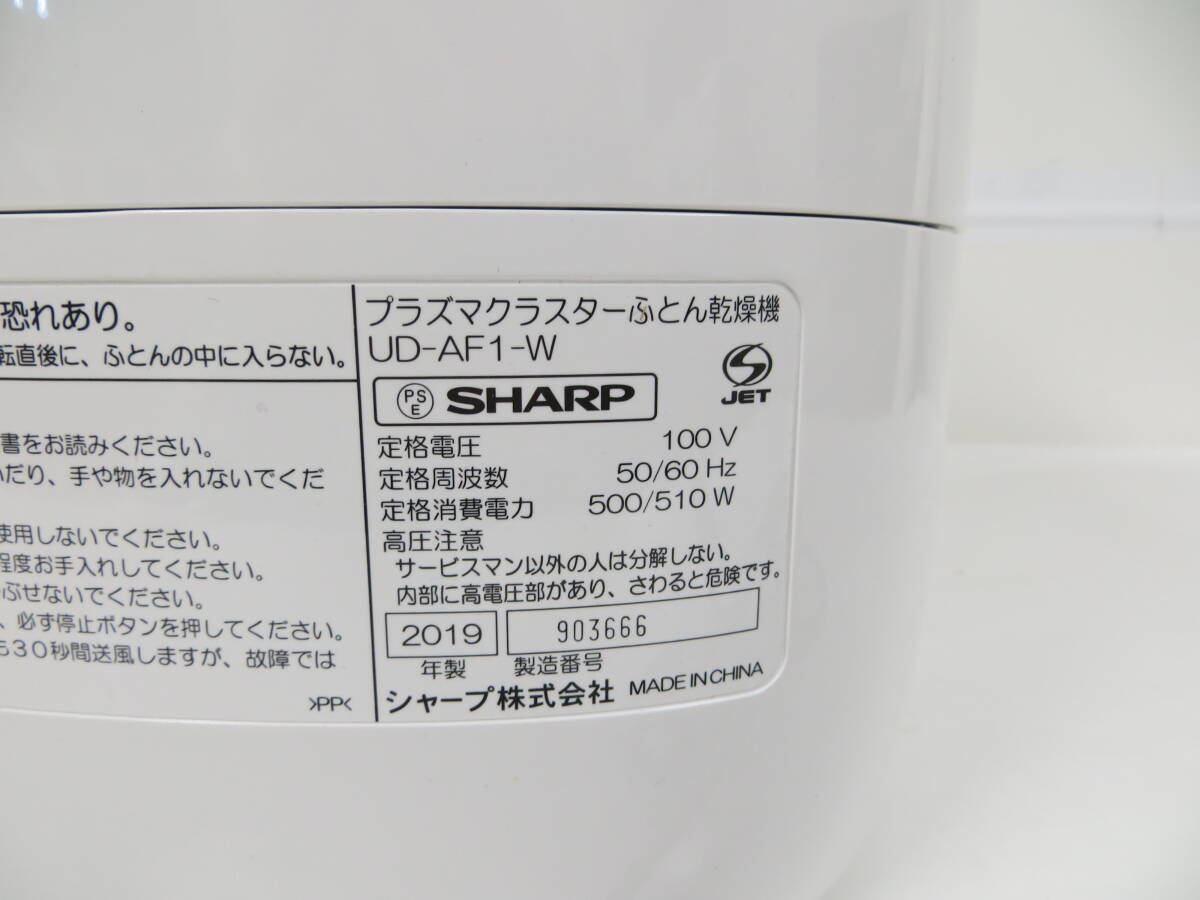 恐れあり。
転直後に、ふとんの中に入らない。
書をお読みください。
いだり、手や物を入れないでくだ
使用しないでください。
程度お手入れしてください。
ぶせないでください。
、必ず停止ボタンを押してください。
も30秒間送風しますが、故障では
>PP<
プラズマクラスターふとん乾燥機
UD-AF1-W
PS E SHARP
JET
定格電圧 100 V
定格周波数 50/60 Hz
定格消費電力 500/510 W
高圧注意
サービスマン以外の人は分解しない。
内部に高電圧部があり、さわると危険です。
2019 903666
年製 製造番号
シャープ株式会社 MADE IN CHINA